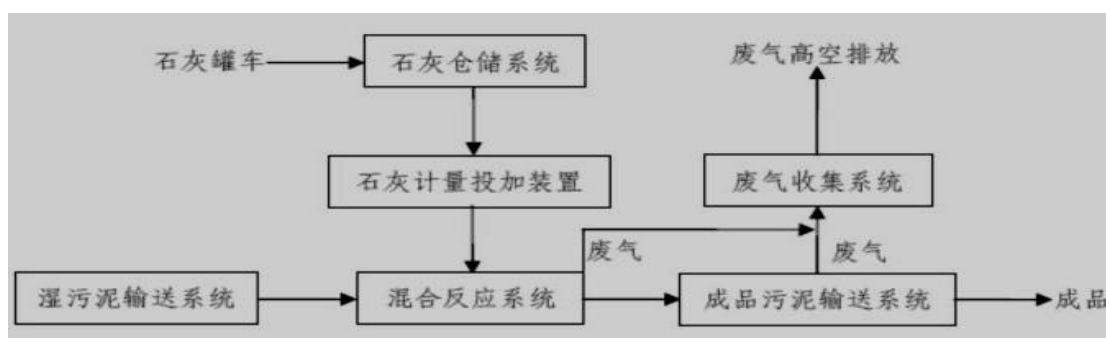 石灰罐车
石灰仓储系统
废气高空排放
石灰计量投加装置
废气收集系统
废气
废气
湿污泥输送系统
混合反应系统
成品污泥输送系统
成品